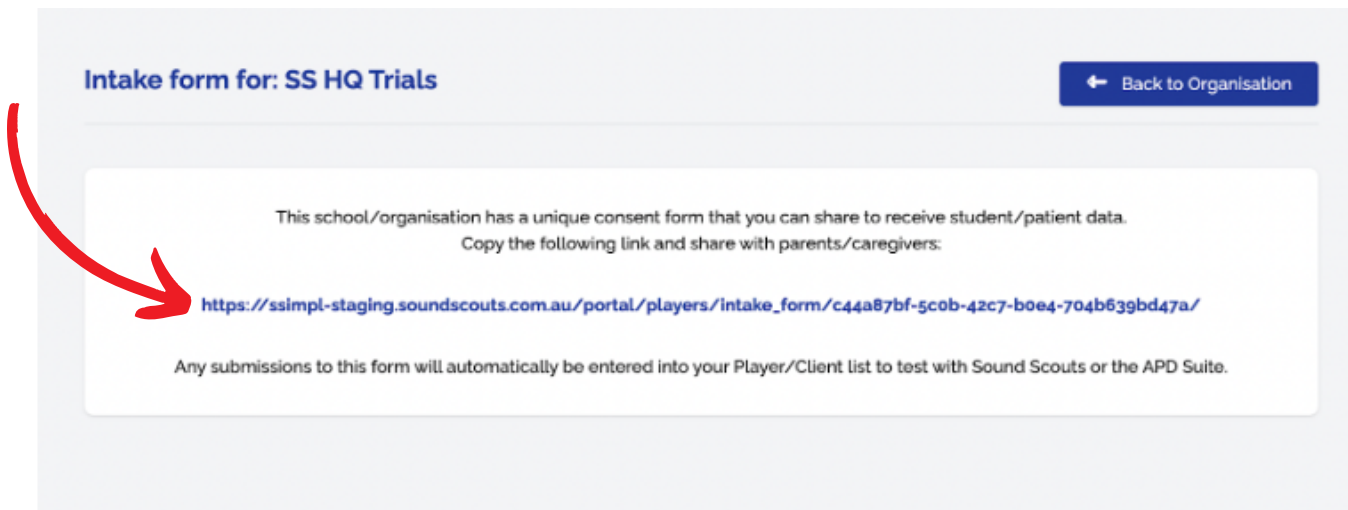 Intake form for: SS HQ Trials
Back to Organisation
This school/organisation has a unique consent form that you can share to receive student/patient data.
Copy the following link and share with parents/caregivers:
https://ssimpl-staging.soundscouts.com.au/portal/players/intake_form/c44a87bf-5c0b-42c7-b0e4-704b639bd47a/
Any submissions to this form will automatically be entered into your Player/Client list to test with Sound Scouts or the APD Suite.